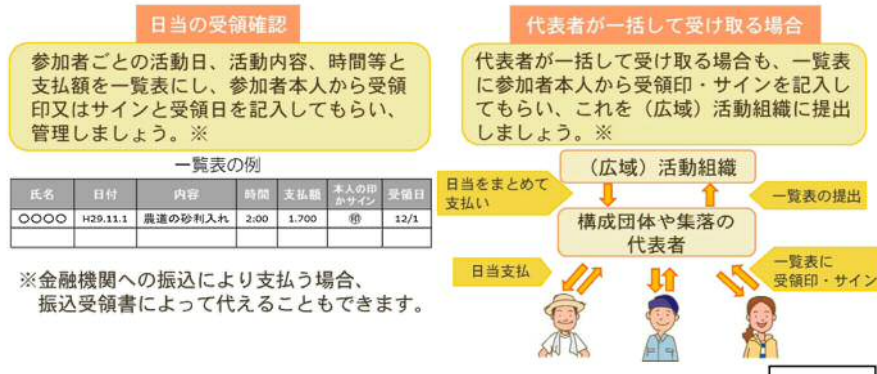 日当の受領確認
参加者ごとの活動日、活動内容、時間等と
支払額を一覧表にし、参加者本人から受領
印又はサインと受領日を記入してもらい、
管理しましょう。※
一覧表の例
氏名 日付 内容 時間 支払額 本人の印かサイン 受領日
○○○○ H29.11.1 農道の砂利入れ 2:00 1.700 ㊞ 12/1
※金融機関への振込により支払う場合、
振込受領書によって代えることもできます。
代表者が一括して受け取る場合
代表者が一括して受け取る場合も、一覧表
に参加者本人から受領印・サインを記入し
てもらい、これを（広域）活動組織に提出
しましょう。※
（広域）活動組織
日当をまとめて
支払い
一覧表の提出
構成団体や集落の
代表者
日当支払
一覧表に
受領印・サイン